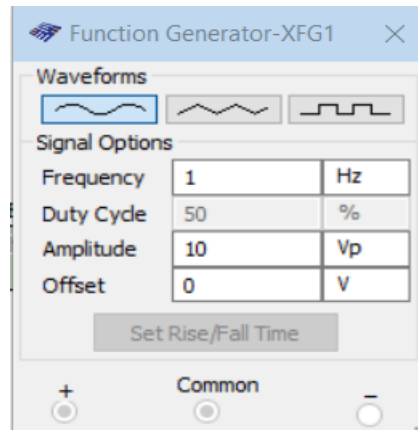 Function Generator-XFG1
Waveforms
Signal Options
Frequency 1 Hz
Duty Cycle 50 %
Amplitude 10 Vp
Offset 0 V
Set Rise/Fall Time
+ Common −